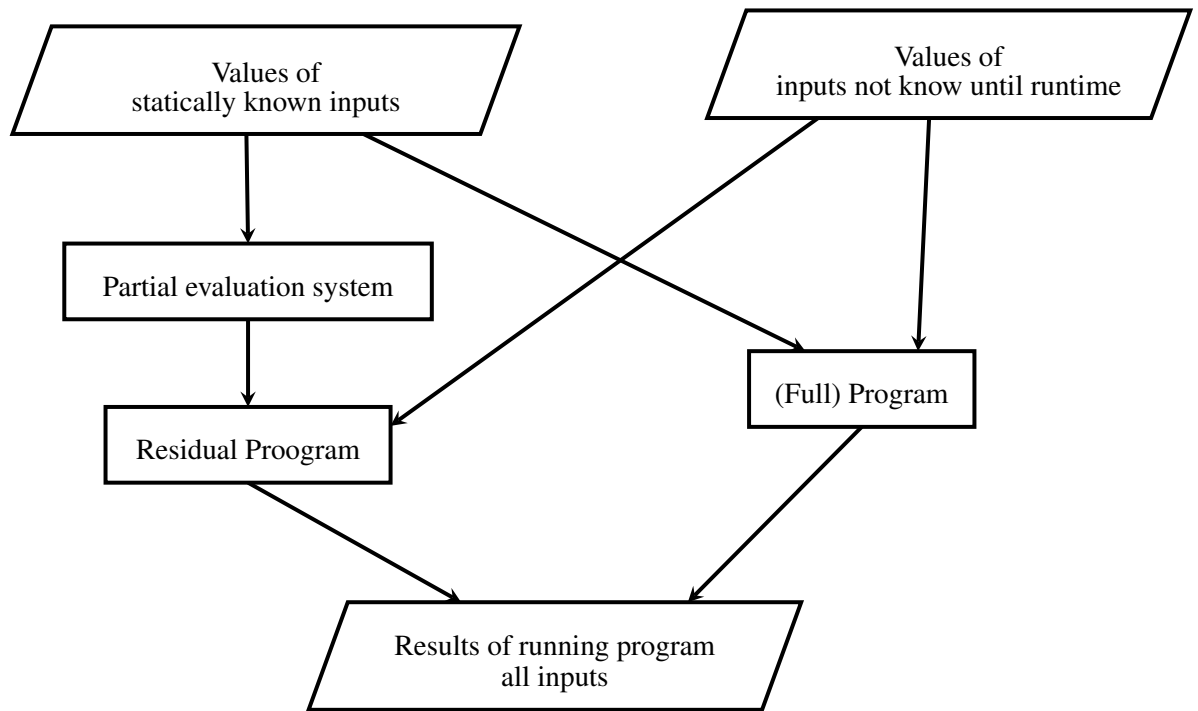 Values of
statically known inputs
Values of
inputs not know until runtime
Partial evaluation system
(Full) Program
Residual Proogram
Results of running program
all inputs